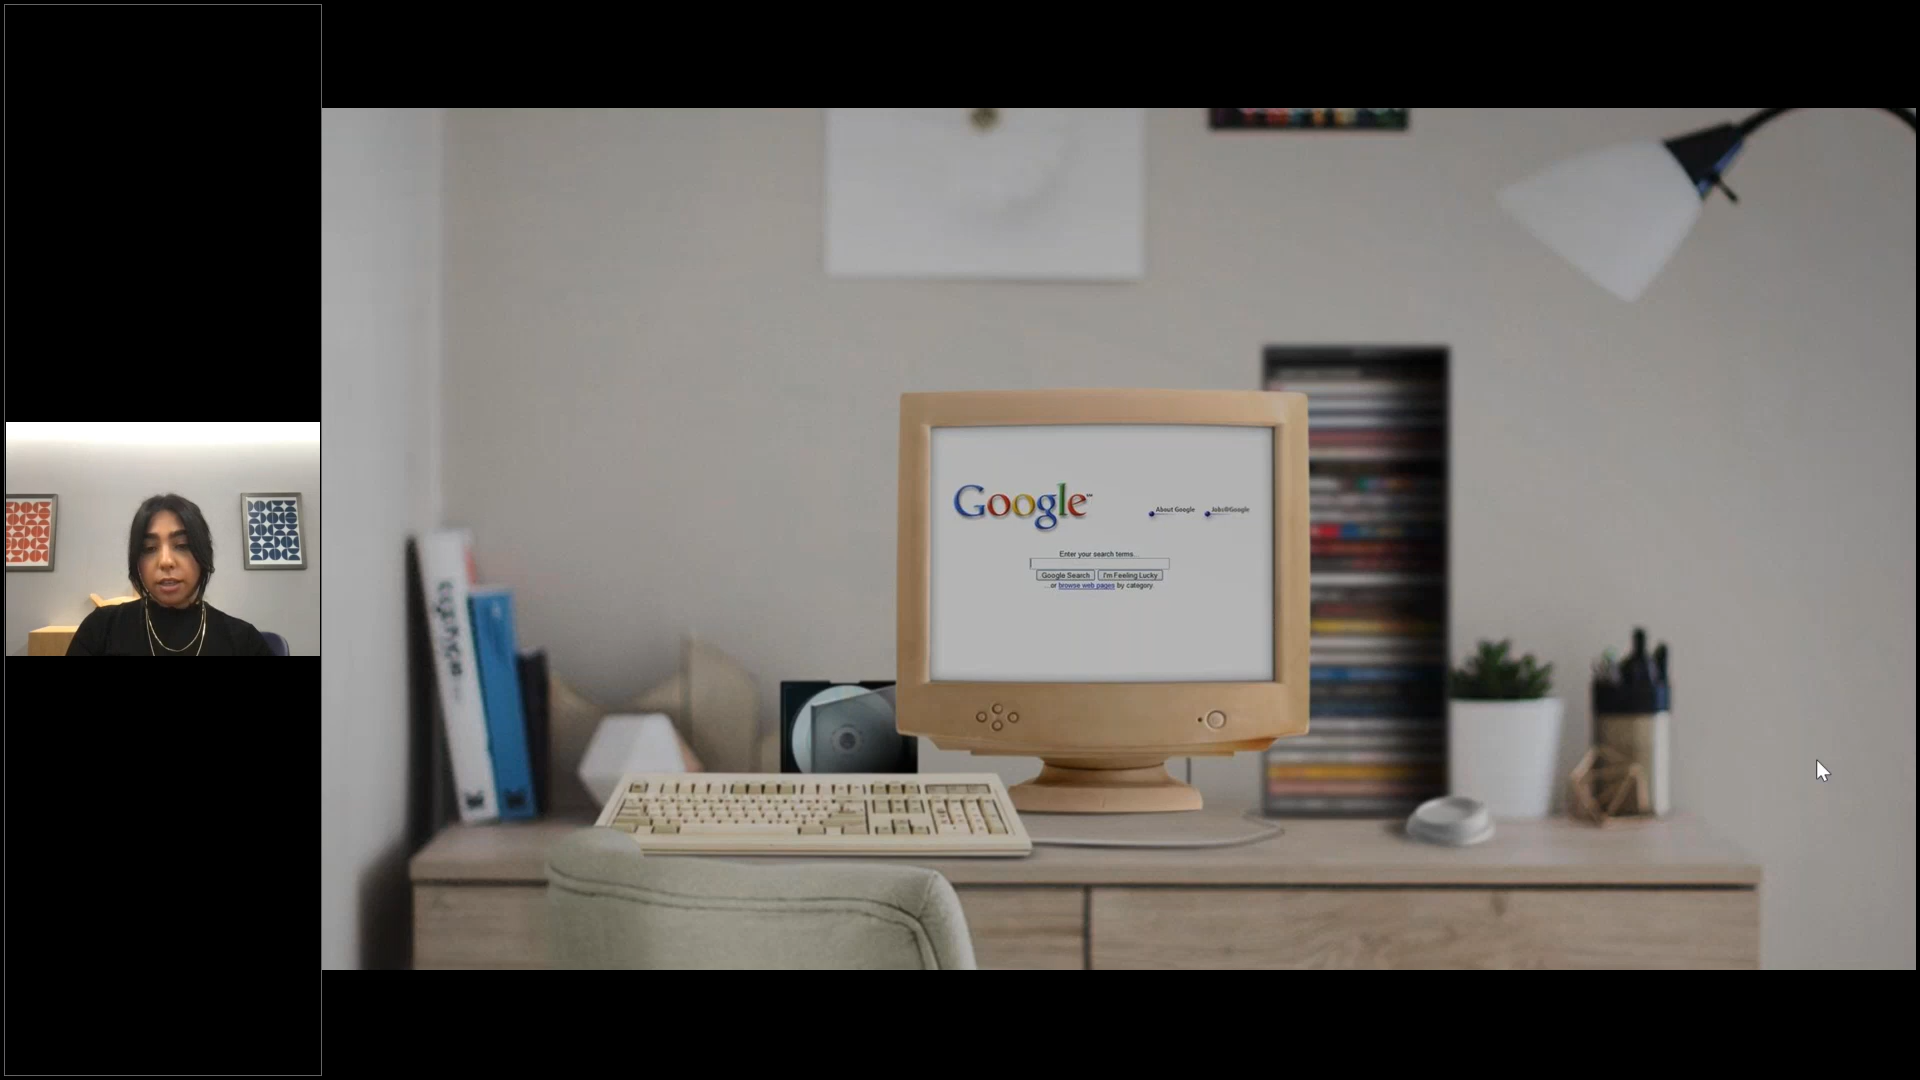 Google
About Google
Jobs@Google
Enter your search terms...
Google Search
I'm Feeling Lucky
...or browse web pages by category.